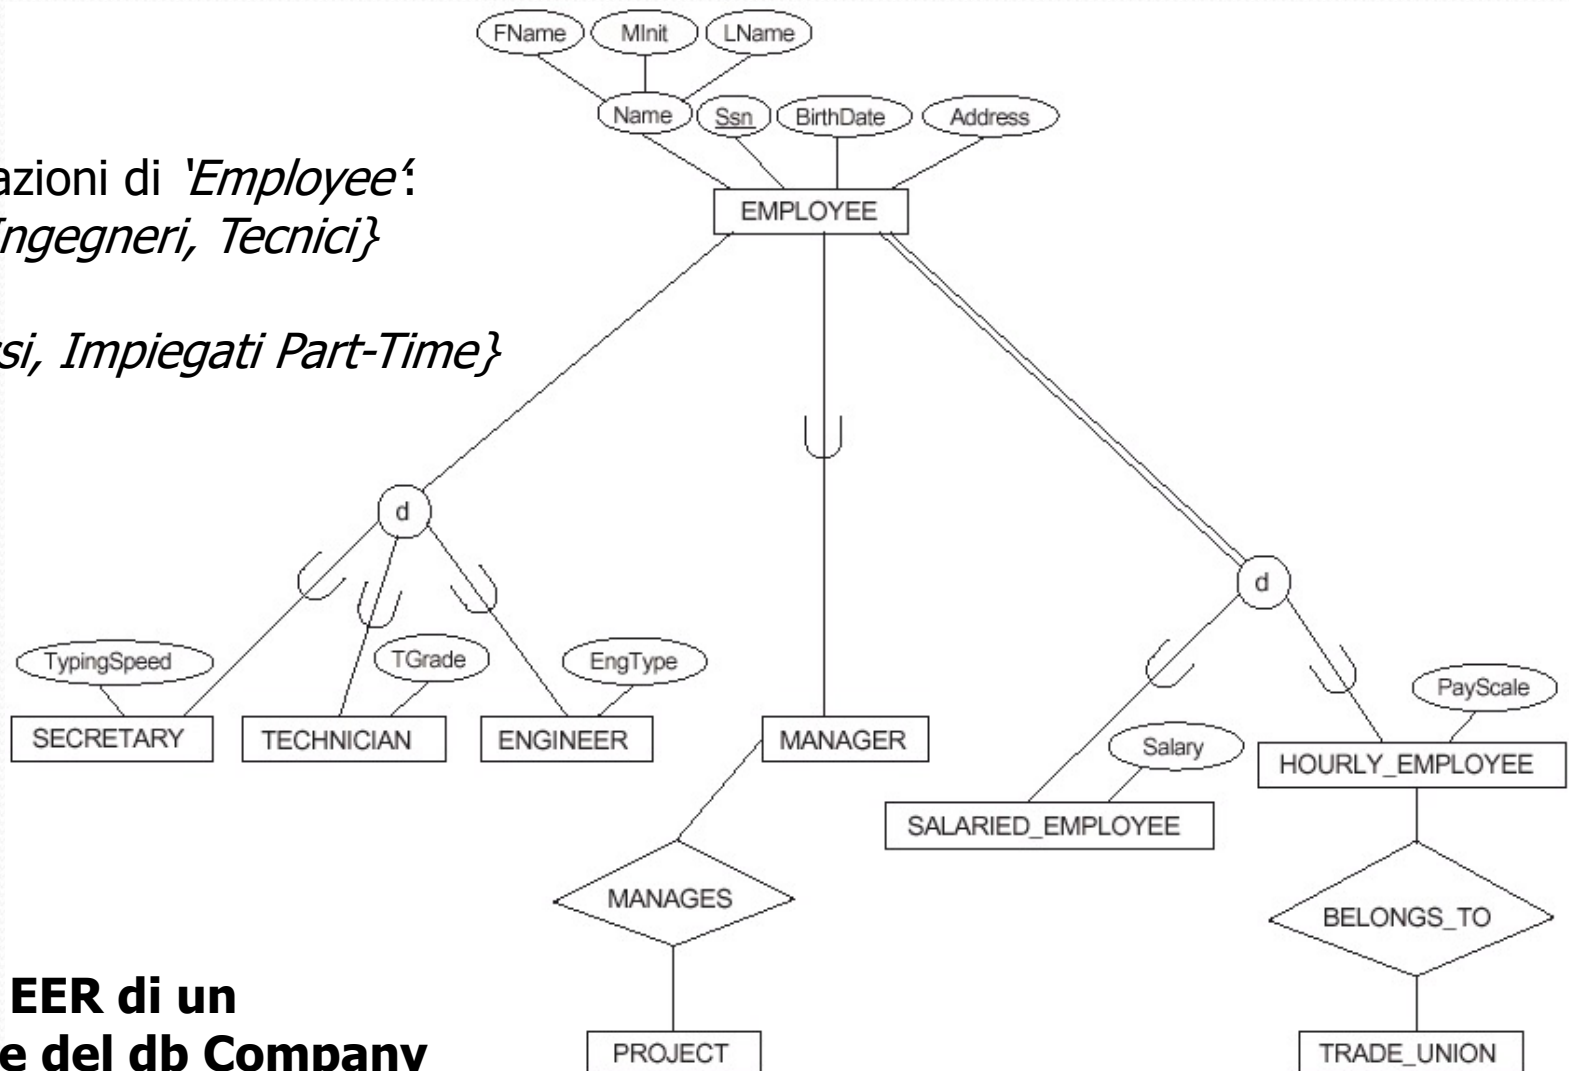 FName MInit LName
Name Ssn BirthDate Address
azioni di ‘Employee‘:
EMPLOYEE
Ingegneri, Tecnici}
si, Impiegati Part-Time}
d
d
TypingSpeed TGrade EngType
PayScale
SECRETARY TECHNICIAN ENGINEER MANAGER
Salary
HOURLY_EMPLOYEE
SALARIED_EMPLOYEE
MANAGES
BELONGS_TO
EER di un
e del db Company
PROJECT
TRADE_UNION